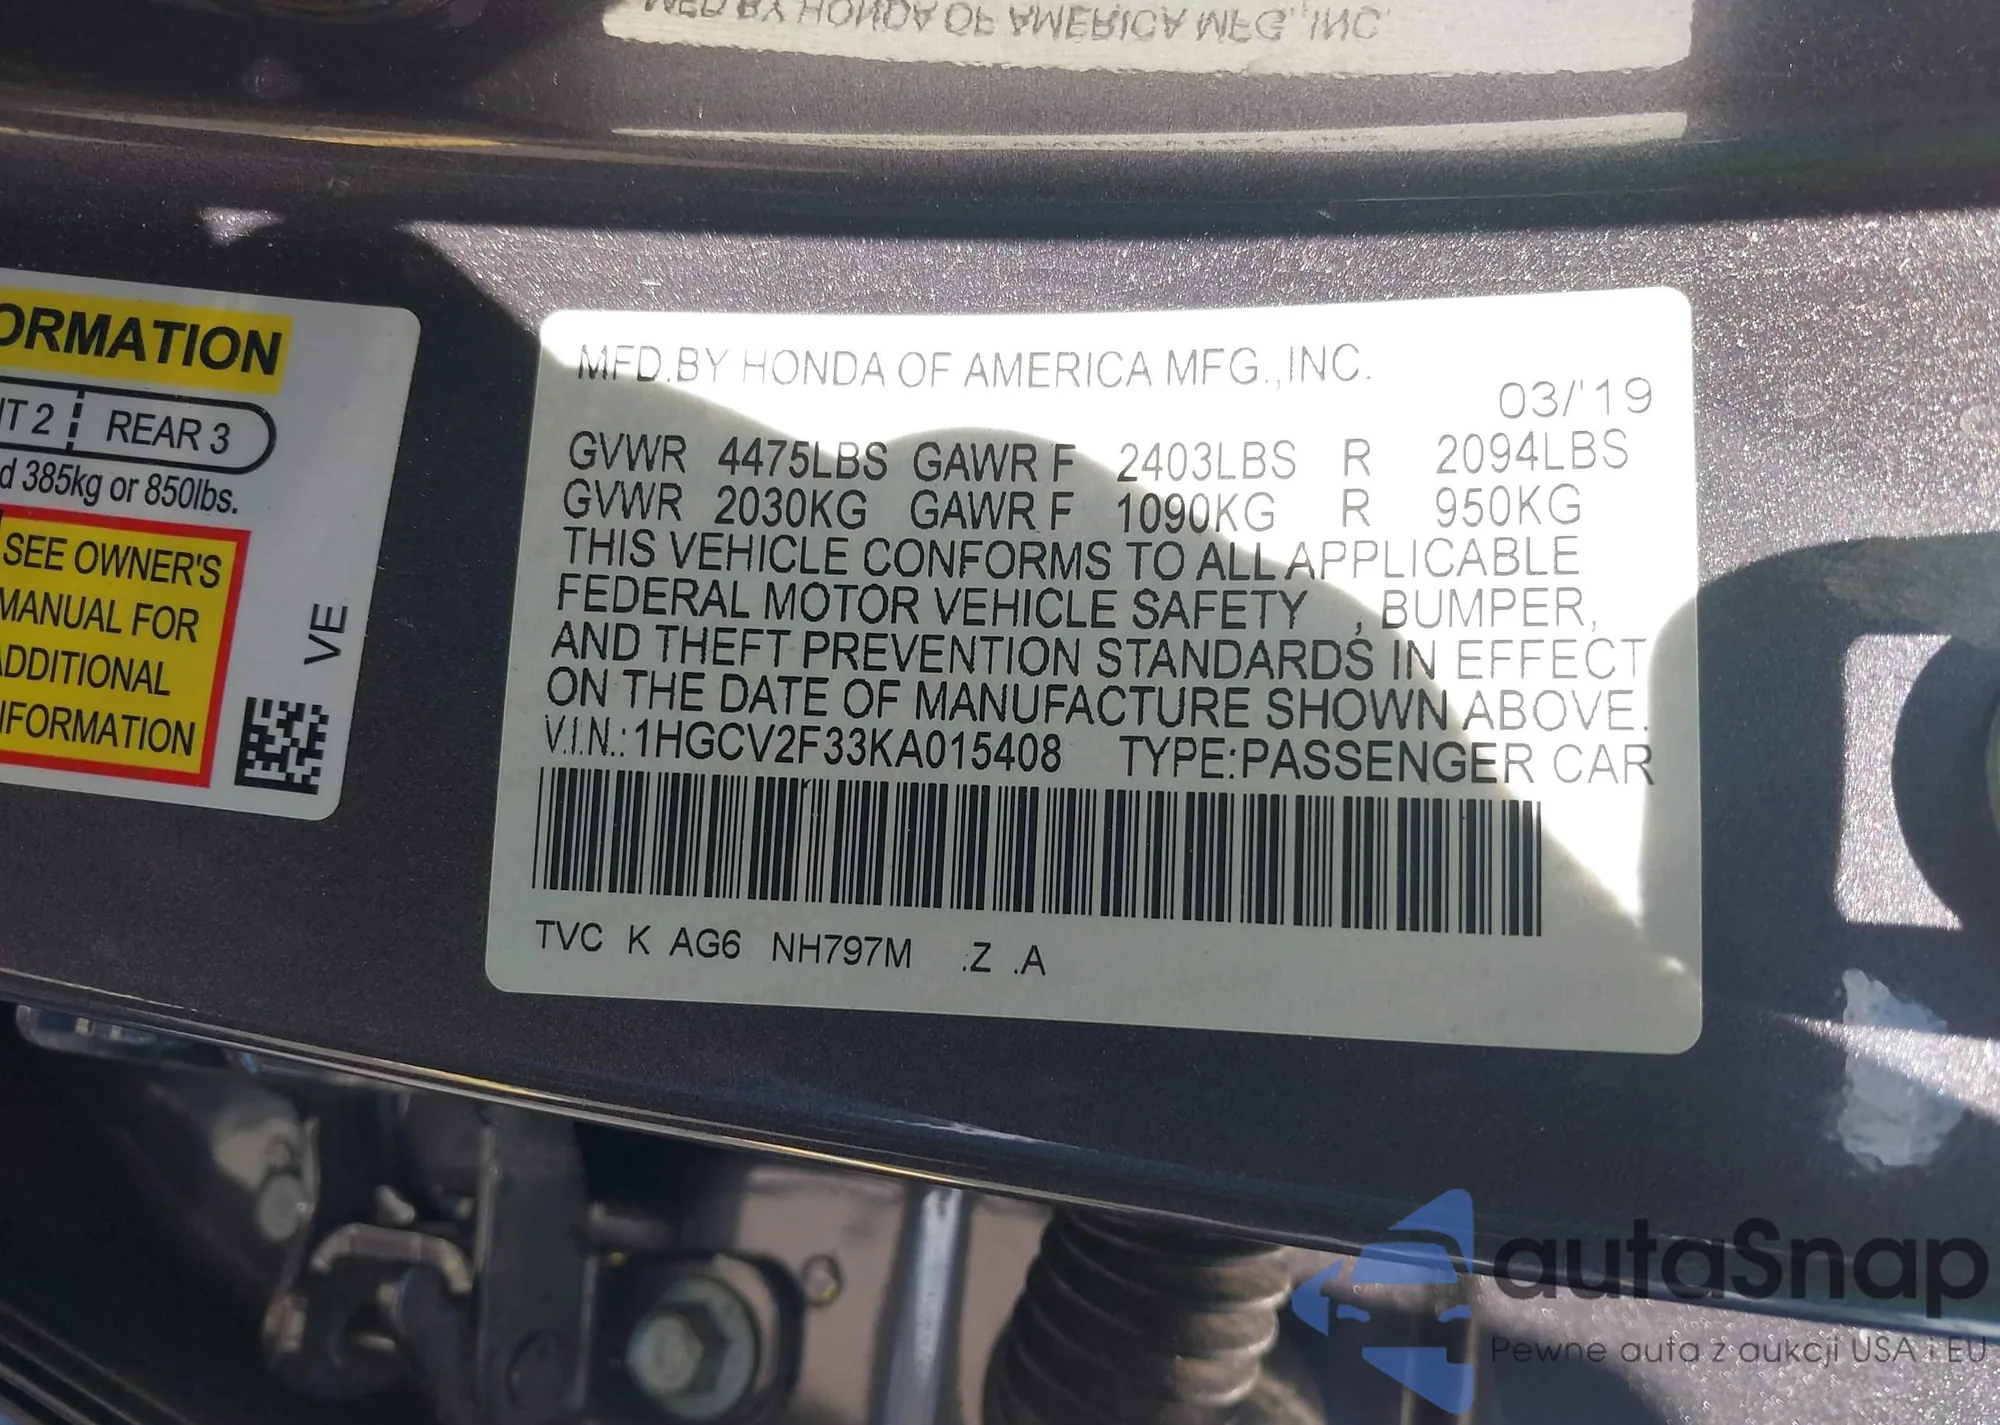 MFD BY HONDA OF AMERICA MFG., INC.
ORMATION
IT 2 REAR 3
d 385kg or 850lbs.
SEE OWNER'S
MANUAL FOR
ADDITIONAL
NFORMATION
VE
MFD.BY HONDA OF AMERICA MFG.,INC.
03/'19
GVWR 4475LBS GAWR F 2403LBS R 2094LBS
GVWR 2030KG GAWR F 1090KG R 950KG
THIS VEHICLE CONFORMS TO ALL APPLICABLE
FEDERAL MOTOR VEHICLE SAFETY , BUMPER,
AND THEFT PREVENTION STANDARDS IN EFFECT
ON THE DATE OF MANUFACTURE SHOWN ABOVE.
V.I.N.:1HGCV2F33KA015408 TYPE:PASSENGER CAR
TVC K AG6 NH797M .Z .A
autaSnap
Pewne auta z aukcji USA i EU